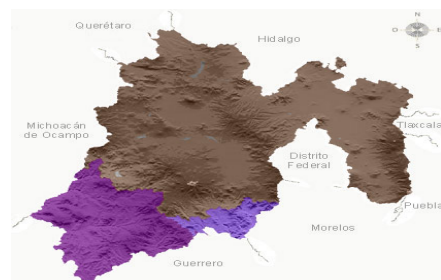 Querétaro
Hidalgo
N
D
E
S
Michoacán
de Ocampo
Tlaxcala
Distrito
Federal
Puebla
Morelos
Guerrero